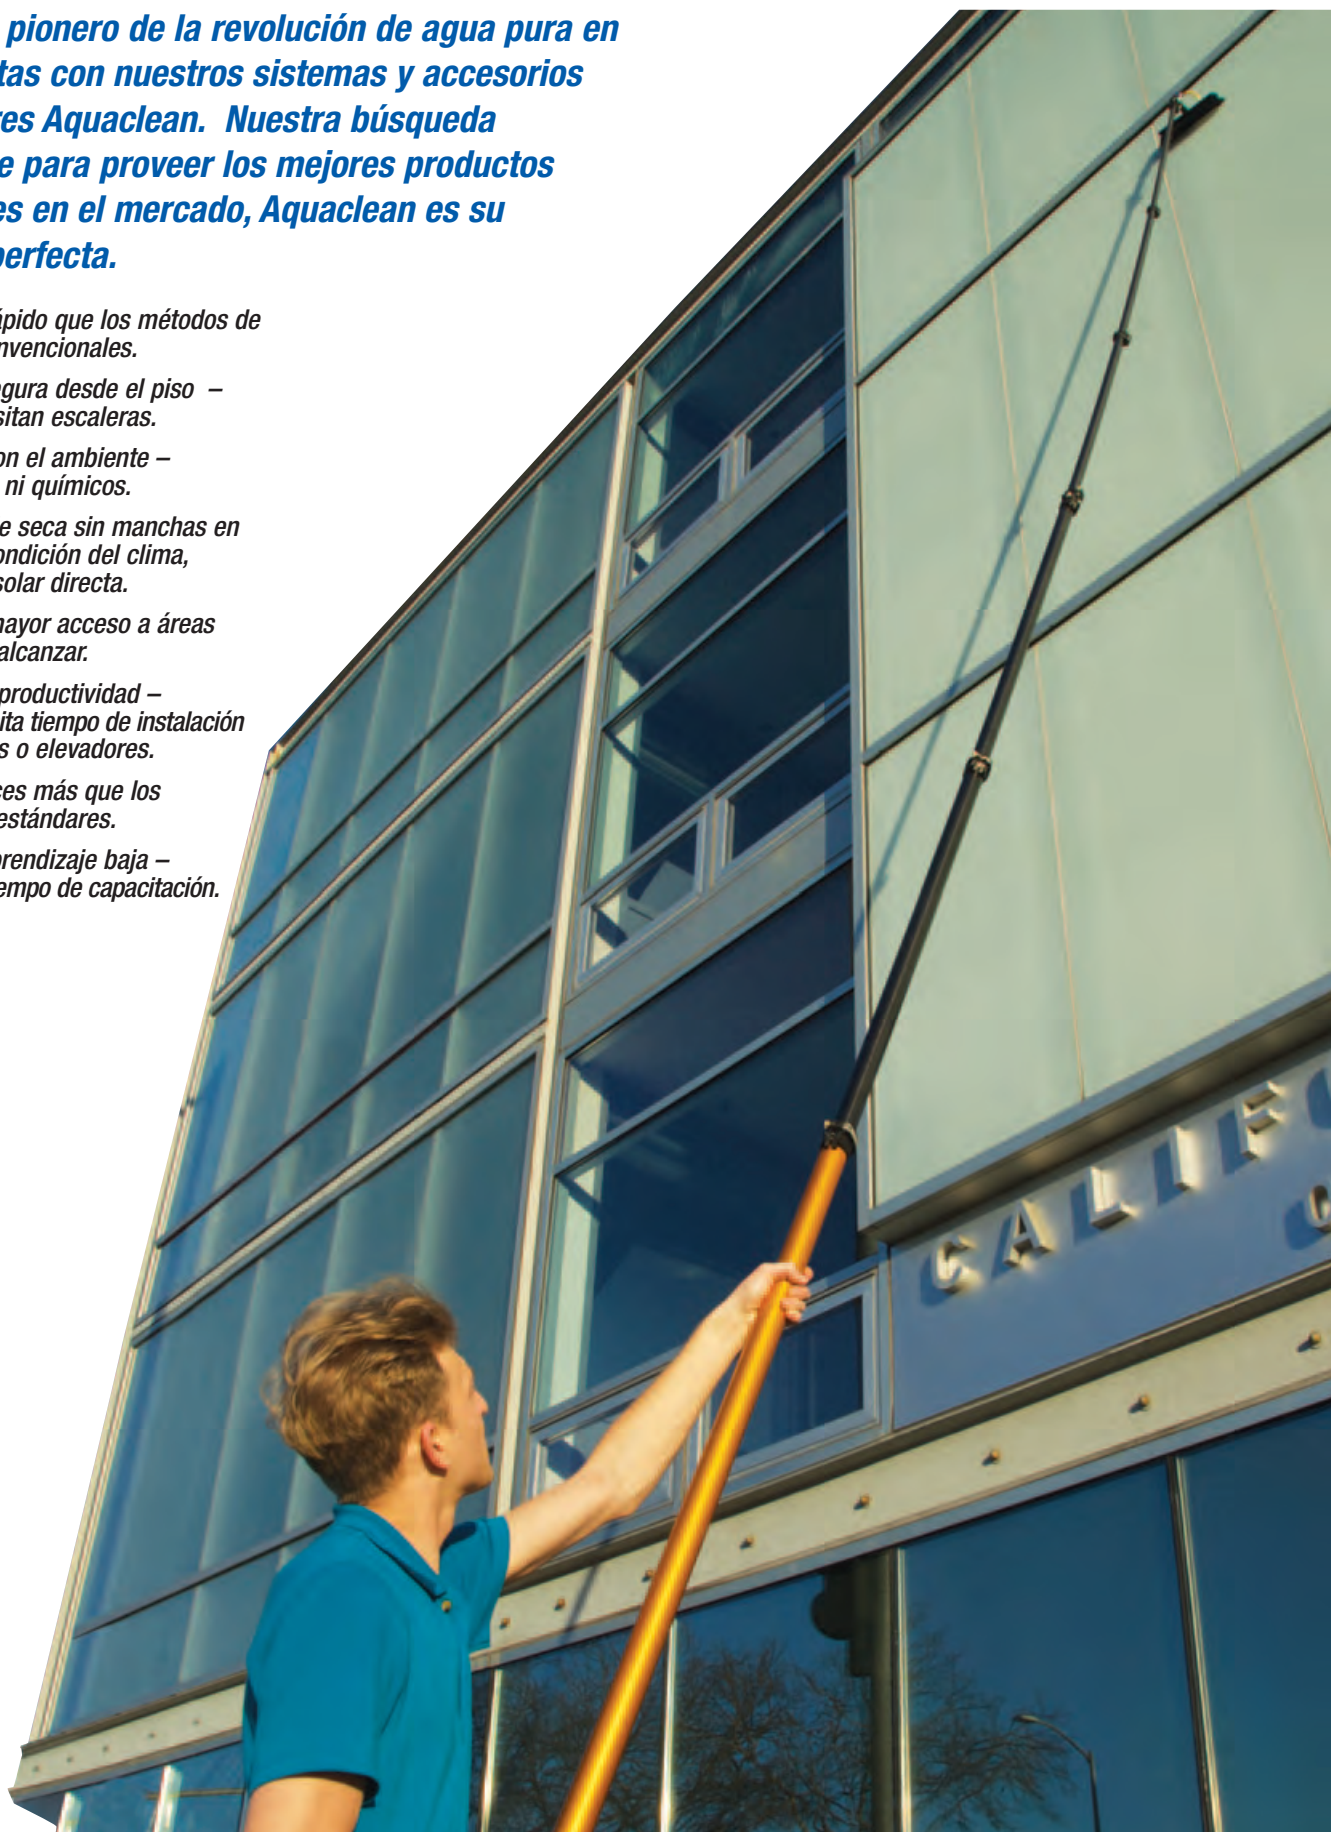 pionero de la revolución de agua pura en
tas con nuestros sistemas y accesorios
es Aquaclean. Nuestra búsqueda
e para proveer los mejores productos
es en el mercado, Aquaclean es su
perfecta.
ápido que los métodos de
nvencionales.
gura desde el piso –
sitan escaleras.
on el ambiente –
ni químicos.
e seca sin manchas en
ondición del clima,
solar directa.
mayor acceso a áreas
alcanzar.
productividad –
ita tiempo de instalación
s o elevadores.
ces más que los
estándares.
prendizaje baja –
empo de capacitación.
CALIFO